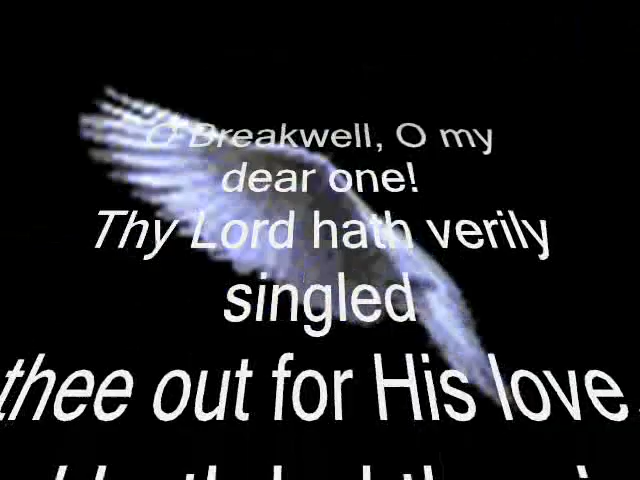 O Breakwell, O my
dear one!
Thy Lord hath verily
singled
thee out for His love